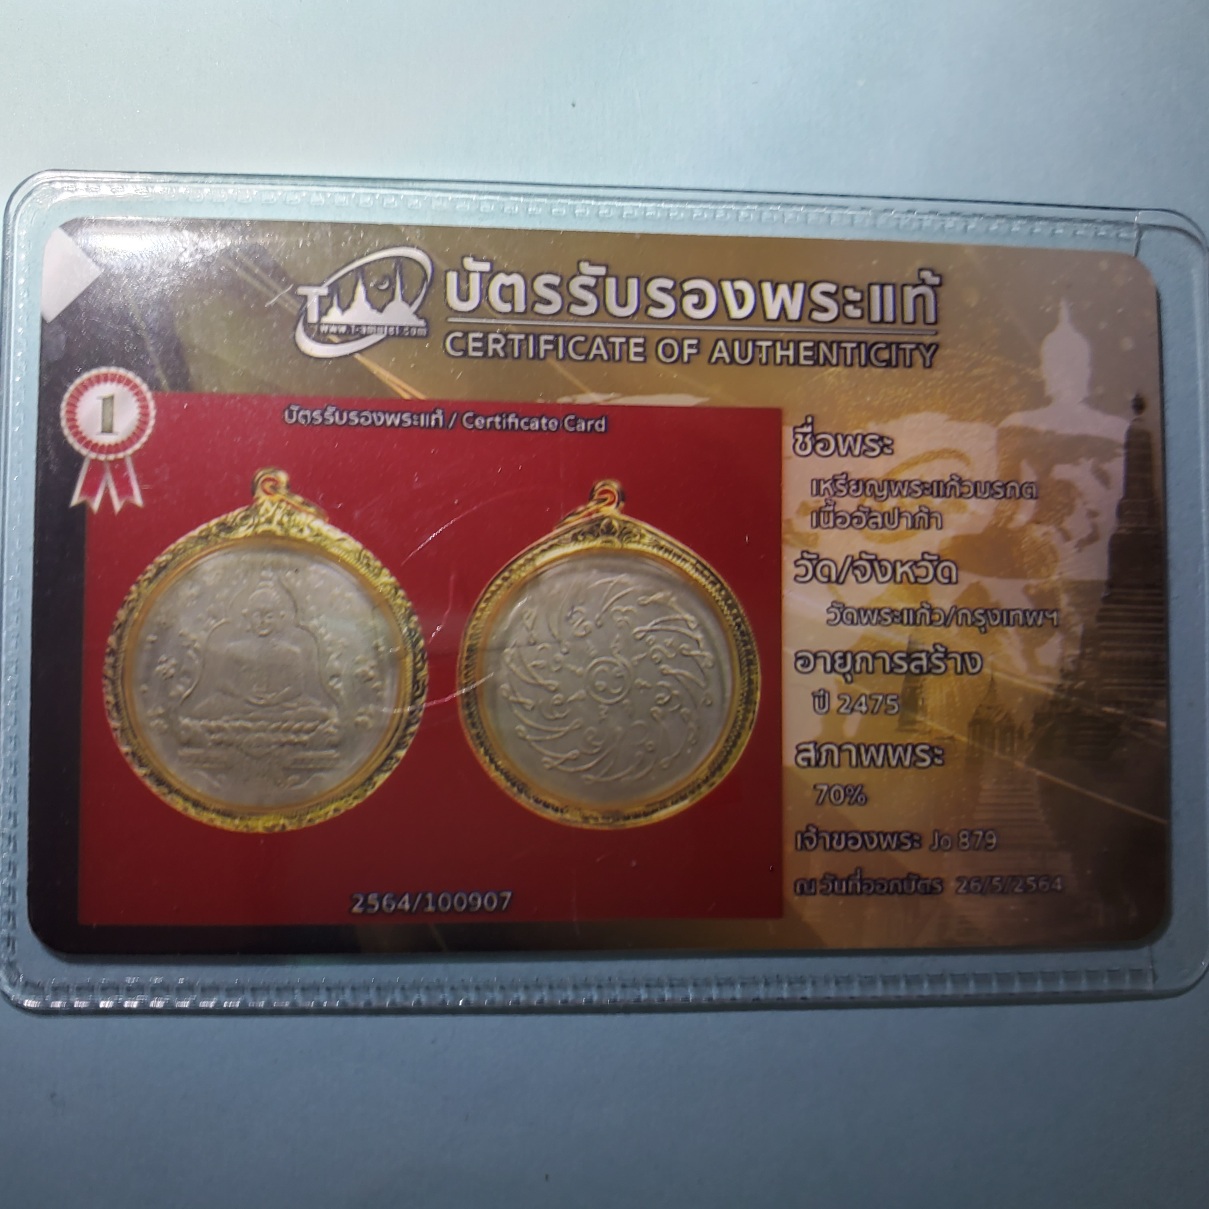 T
www.T-amulet.com
บัตรรับรองพระแท้
CERTIFICATE OF AUTHENTICITY
1
บัตรรับรองพระแท้ / Certificate Card
2564/100907
ชื่อพระ
เหรียญพระแก้วมรกต
เนื้ออัลปาก้า
วัด/จังหวัด
วัดพระแก้ว/กรุงเทพฯ
อายุการสร้าง
ปี 2475
สภาพพระ
70%
เจ้าของพระ Jo 879
ณ วันที่ออกบัตร 26/5/2564